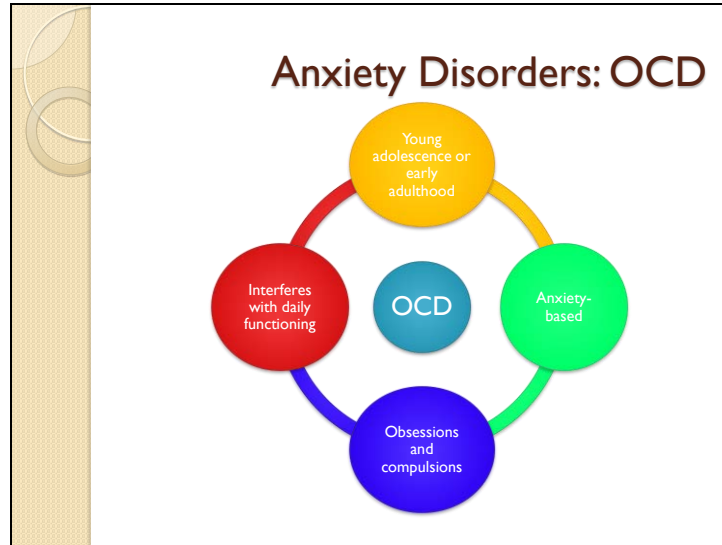 Anxiety Disorders: OCD
Young
adolescence or
early
adulthood
Interferes
with daily
functioning
OCD
Anxiety-
based
Obsessions
and
compulsions